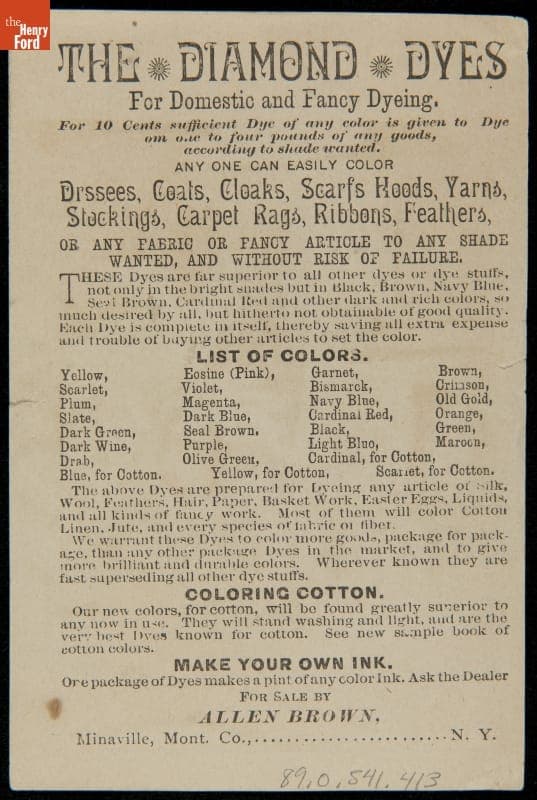 the
Henry
Ford
THE DIAMOND DYES
For Domestic and Fancy Dyeing.
For 10 Cents sufficient Dye of any color is given to Dye
om one to four pounds of any goods,
according to shade wanted.
ANY ONE CAN EASILY COLOR
Drssees, Coats, Cloaks, Scarfs Hoods, Yarns,
Stockings, Carpet Rags, Ribbons, Feathers,
OR ANY FABRIC OR FANCY ARTICLE TO ANY SHADE
WANTED, AND WITHOUT RISK OF FAILURE.
THESE Dyes are far superior to all other dyes or dye stuffs,
not only in the bright shades but in Black, Brown, Navy Blue,
Seal Brown, Cardinal Red and other dark and rich colors, so
much desired by all, but hitherto not obtainable of good quality.
Each Dye is complete in itself, thereby saving all extra expense
and trouble of buying other articles to set the color.
LIST OF COLORS.
Yellow, Eosine (Pink), Garnet, Brown,
Scarlet, Violet, Bismarck, Crimson,
Plum, Magenta, Navy Blue, Old Gold,
Slate, Dark Blue, Cardinal Red, Orange,
Dark Green, Seal Brown. Black, Green,
Dark Wine, Purple, Light Bluo, Maroon,
Drab, Olive Green, Cardinal, for Cotton,
Blue, for Cotton. Yellow, for Cotton, Scarlet, for Cotton.
The above Dyes are prepared for Dyeing any article of Silk,
Wool, Feathers, Hair, Paper, Basket Work, Easter Eggs, Liquids,
and all kinds of fancy work. Most of them will color Cotton
Linen, Jute, and every species of fabric or fiber.
We warrant these Dyes to color more goods, package for pack-
age, than any other package Dyes in the market, and to give
more brilliant and durable colors. Wherever known they are
fast superseding all other dye stuffs.
COLORING COTTON.
Our new colors, for cotton, will be found greatly superior to
any now in use. They will stand washing and light, and are the
very best Dyes known for cotton. See new sample book of
cotton colors.
MAKE YOUR OWN INK.
One package of Dyes makes a pint of any color Ink. Ask the Dealer
FOR SALE BY
ALLEN BROWN,
Minaville, Mont. Co.,........................N. Y.
89.0.541.413